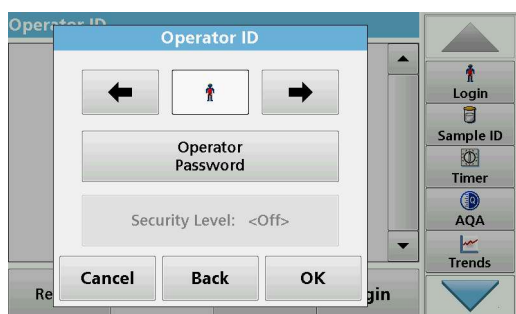 Operator ID
Operator ID
Login
Sample ID
Operator
Password
Timer
AQA
Security Level: <Off>
Trends
Cancel
Back
OK